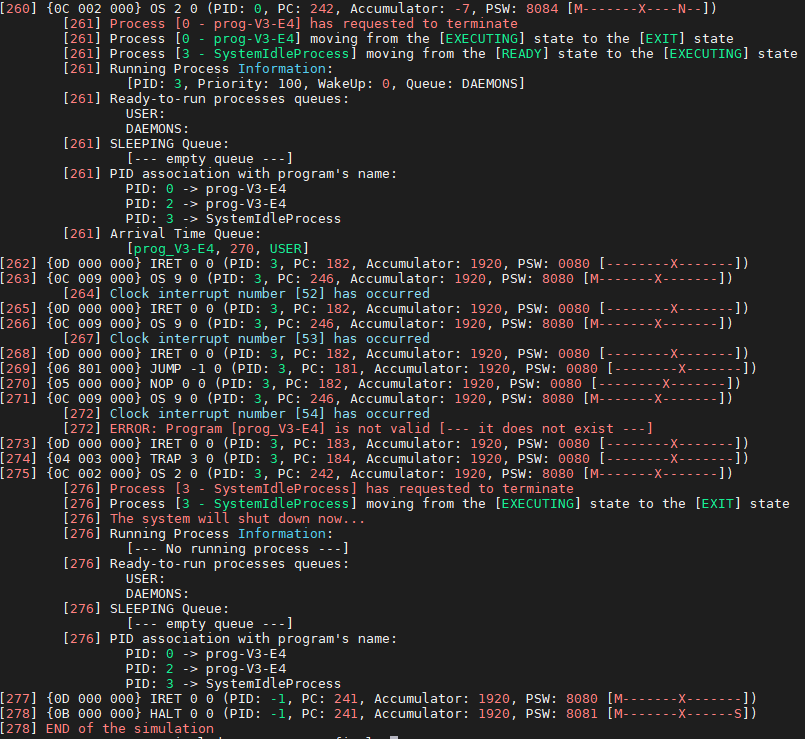 [260] {0C 002 000} OS 2 0 (PID: 0, PC: 242, Accumulator: -7, PSW: 8084 [M-------X----N--])
[261] Process [0 - prog-V3-E4] has requested to terminate
[261] Process [0 - prog-V3-E4] moving from the [EXECUTING] state to the [EXIT] state
[261] Process [3 - SystemIdleProcess] moving from the [READY] state to the [EXECUTING] state
[261] Running Process Information:
[PID: 3, Priority: 100, WakeUp: 0, Queue: DAEMONS]
[261] Ready-to-run processes queues:
USER:
DAEMONS:
[261] SLEEPING Queue:
[--- empty queue ---]
[261] PID association with program's name:
PID: 0 -> prog-V3-E4
PID: 2 -> prog-V3-E4
PID: 3 -> SystemIdleProcess
[261] Arrival Time Queue:
[prog_V3-E4, 270, USER]
[262] {0D 000 000} IRET 0 0 (PID: 3, PC: 182, Accumulator: 1920, PSW: 0080 [--------X-------])
[263] {0C 009 000} OS 9 0 (PID: 3, PC: 246, Accumulator: 1920, PSW: 8080 [M-------X-------])
[264] Clock interrupt number [52] has occurred
[265] {0D 000 000} IRET 0 0 (PID: 3, PC: 182, Accumulator: 1920, PSW: 0080 [--------X-------])
[266] {0C 009 000} OS 9 0 (PID: 3, PC: 246, Accumulator: 1920, PSW: 8080 [M-------X-------])
[267] Clock interrupt number [53] has occurred
[268] {0D 000 000} IRET 0 0 (PID: 3, PC: 182, Accumulator: 1920, PSW: 0080 [--------X-------])
[269] {06 801 000} JUMP -1 0 (PID: 3, PC: 181, Accumulator: 1920, PSW: 0080 [--------X-------])
[270] {05 000 000} NOP 0 0 (PID: 3, PC: 182, Accumulator: 1920, PSW: 0080 [--------X-------])
[271] {0C 009 000} OS 9 0 (PID: 3, PC: 246, Accumulator: 1920, PSW: 8080 [M-------X-------])
[272] Clock interrupt number [54] has occurred
[272] ERROR: Program [prog_V3-E4] is not valid [--- it does not exist ---]
[273] {0D 000 000} IRET 0 0 (PID: 3, PC: 183, Accumulator: 1920, PSW: 0080 [--------X-------])
[274] {04 003 000} TRAP 3 0 (PID: 3, PC: 184, Accumulator: 1920, PSW: 0080 [--------X-------])
[275] {0C 002 000} OS 2 0 (PID: 3, PC: 242, Accumulator: 1920, PSW: 8080 [M-------X-------])
[276] Process [3 - SystemIdleProcess] has requested to terminate
[276] Process [3 - SystemIdleProcess] moving from the [EXECUTING] state to the [EXIT] state
[276] The system will shut down now...
[276] Running Process Information:
[--- No running process ---]
[276] Ready-to-run processes queues:
USER:
DAEMONS:
[276] SLEEPING Queue:
[--- empty queue ---]
[276] PID association with program's name:
PID: 0 -> prog-V3-E4
PID: 2 -> prog-V3-E4
PID: 3 -> SystemIdleProcess
[277] {0D 000 000} IRET 0 0 (PID: -1, PC: 241, Accumulator: 1920, PSW: 8080 [M-------X-------])
[278] {0B 000 000} HALT 0 0 (PID: -1, PC: 241, Accumulator: 1920, PSW: 8081 [M-------X------S])
[278] END of the simulation